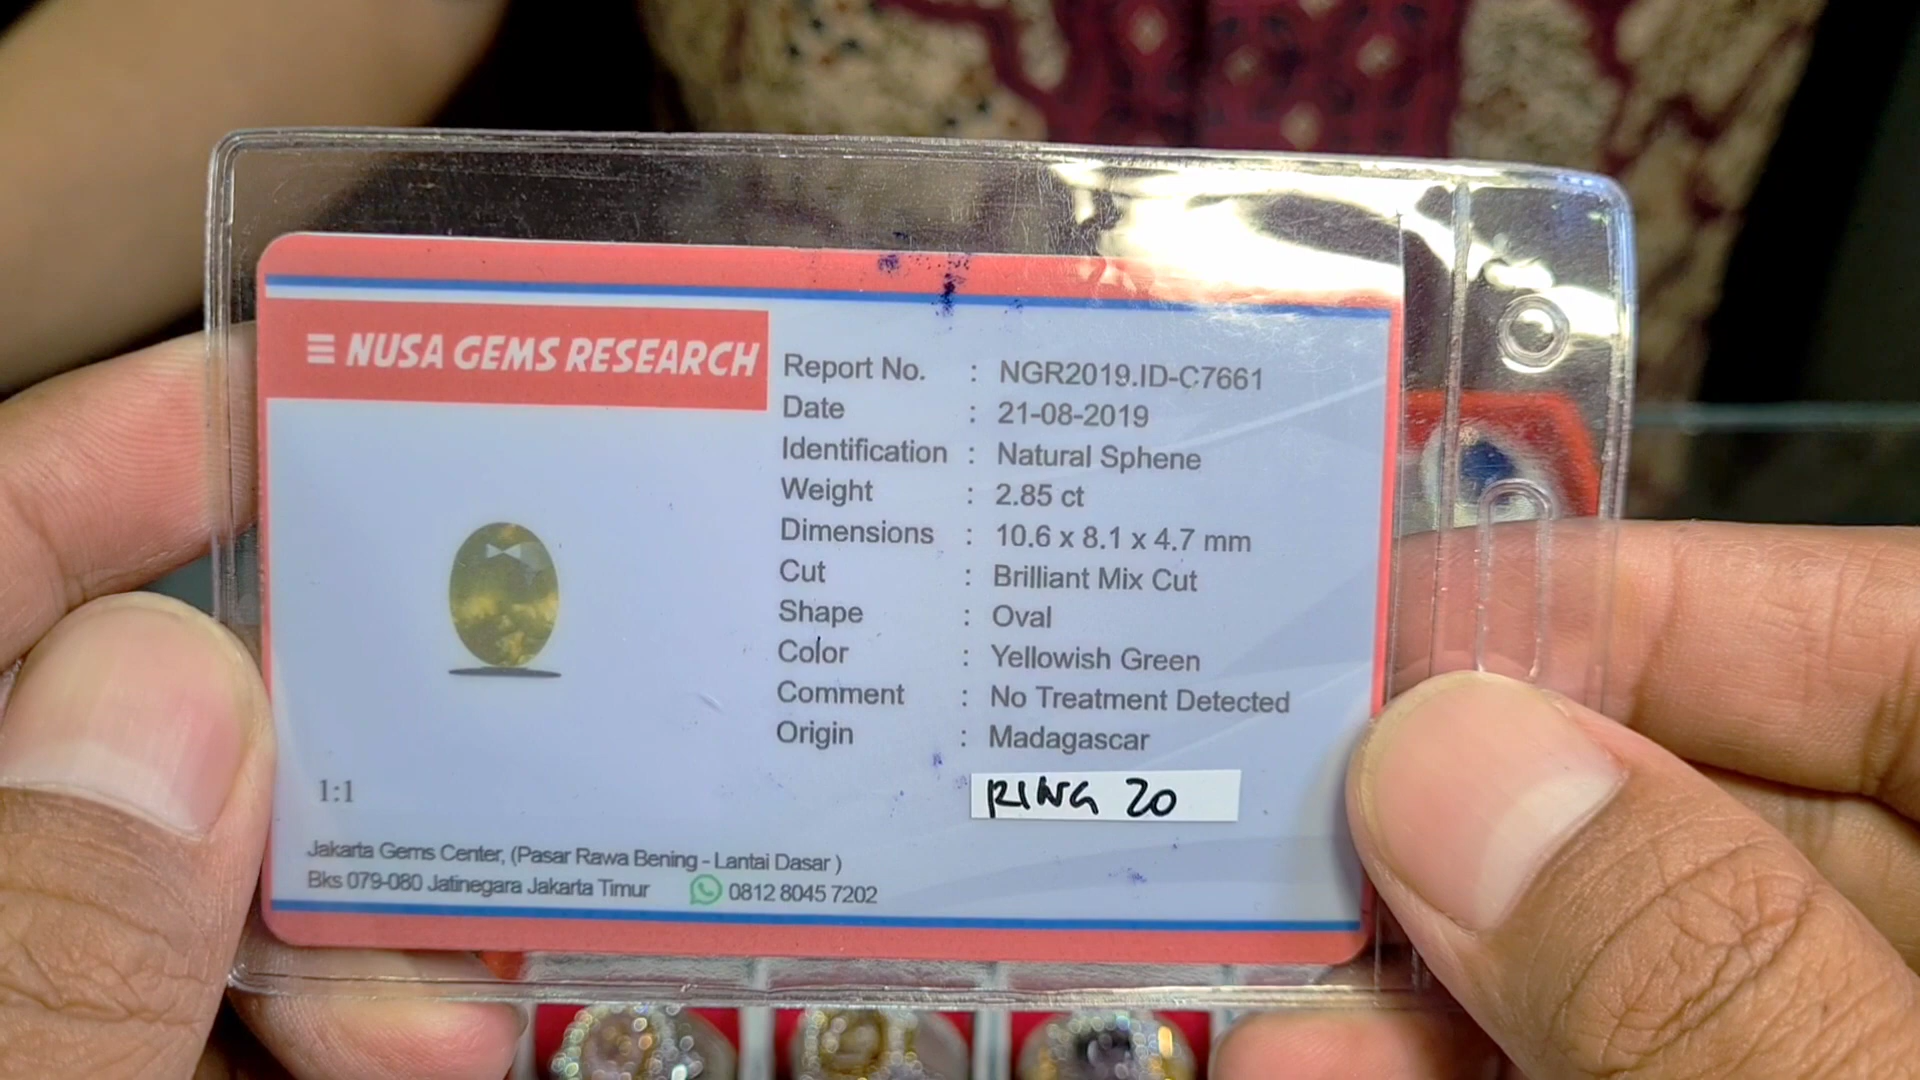 NUSA GEMS RESEARCH
Report No. : NGR2019.ID-C7661
Date : 21-08-2019
Identification : Natural Sphene
Weight : 2.85 ct
Dimensions : 10.6 x 8.1 x 4.7 mm
Cut : Brilliant Mix Cut
Shape : Oval
Color : Yellowish Green
Comment : No Treatment Detected
Origin : Madagascar
RING 20
1:1
Jakarta Gems Center, (Pasar Rawa Bening - Lantai Dasar )
Bks 079-080 Jatinegara Jakarta Timur 0812 8045 7202